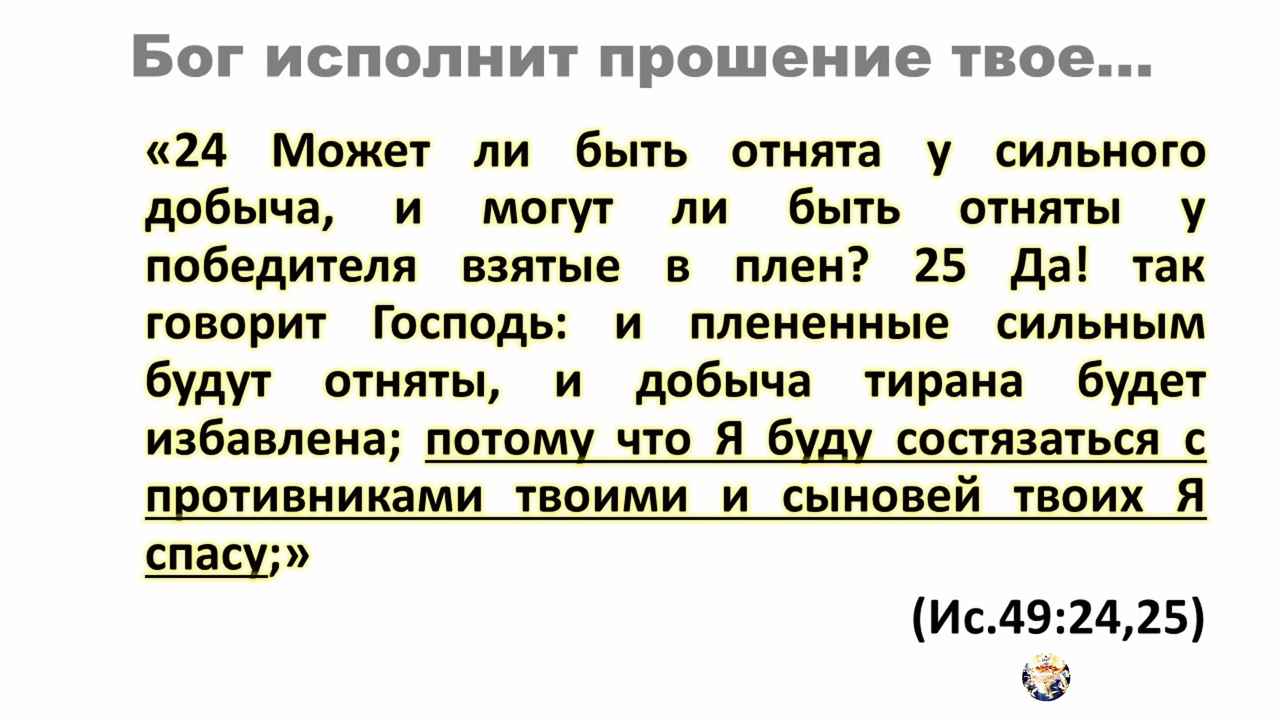 Бог исполнит прошение твое...
«24 Может ли быть отнята у сильного
добыча, и могут ли быть отняты у
победителя взятые в плен? 25 Да! так
говорит Господь: и плененные сильным
будут отняты, и добыча тирана будет
избавлена; потому что Я буду состязаться с
противниками твоими и сыновей твоих Я
спасу;»
(Ис.49:24,25)